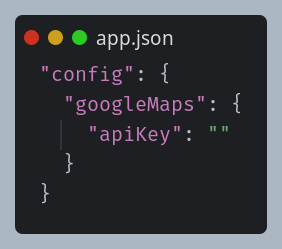 app.json
"config": {
  "googleMaps": {
    "apiKey": ""
  }
}